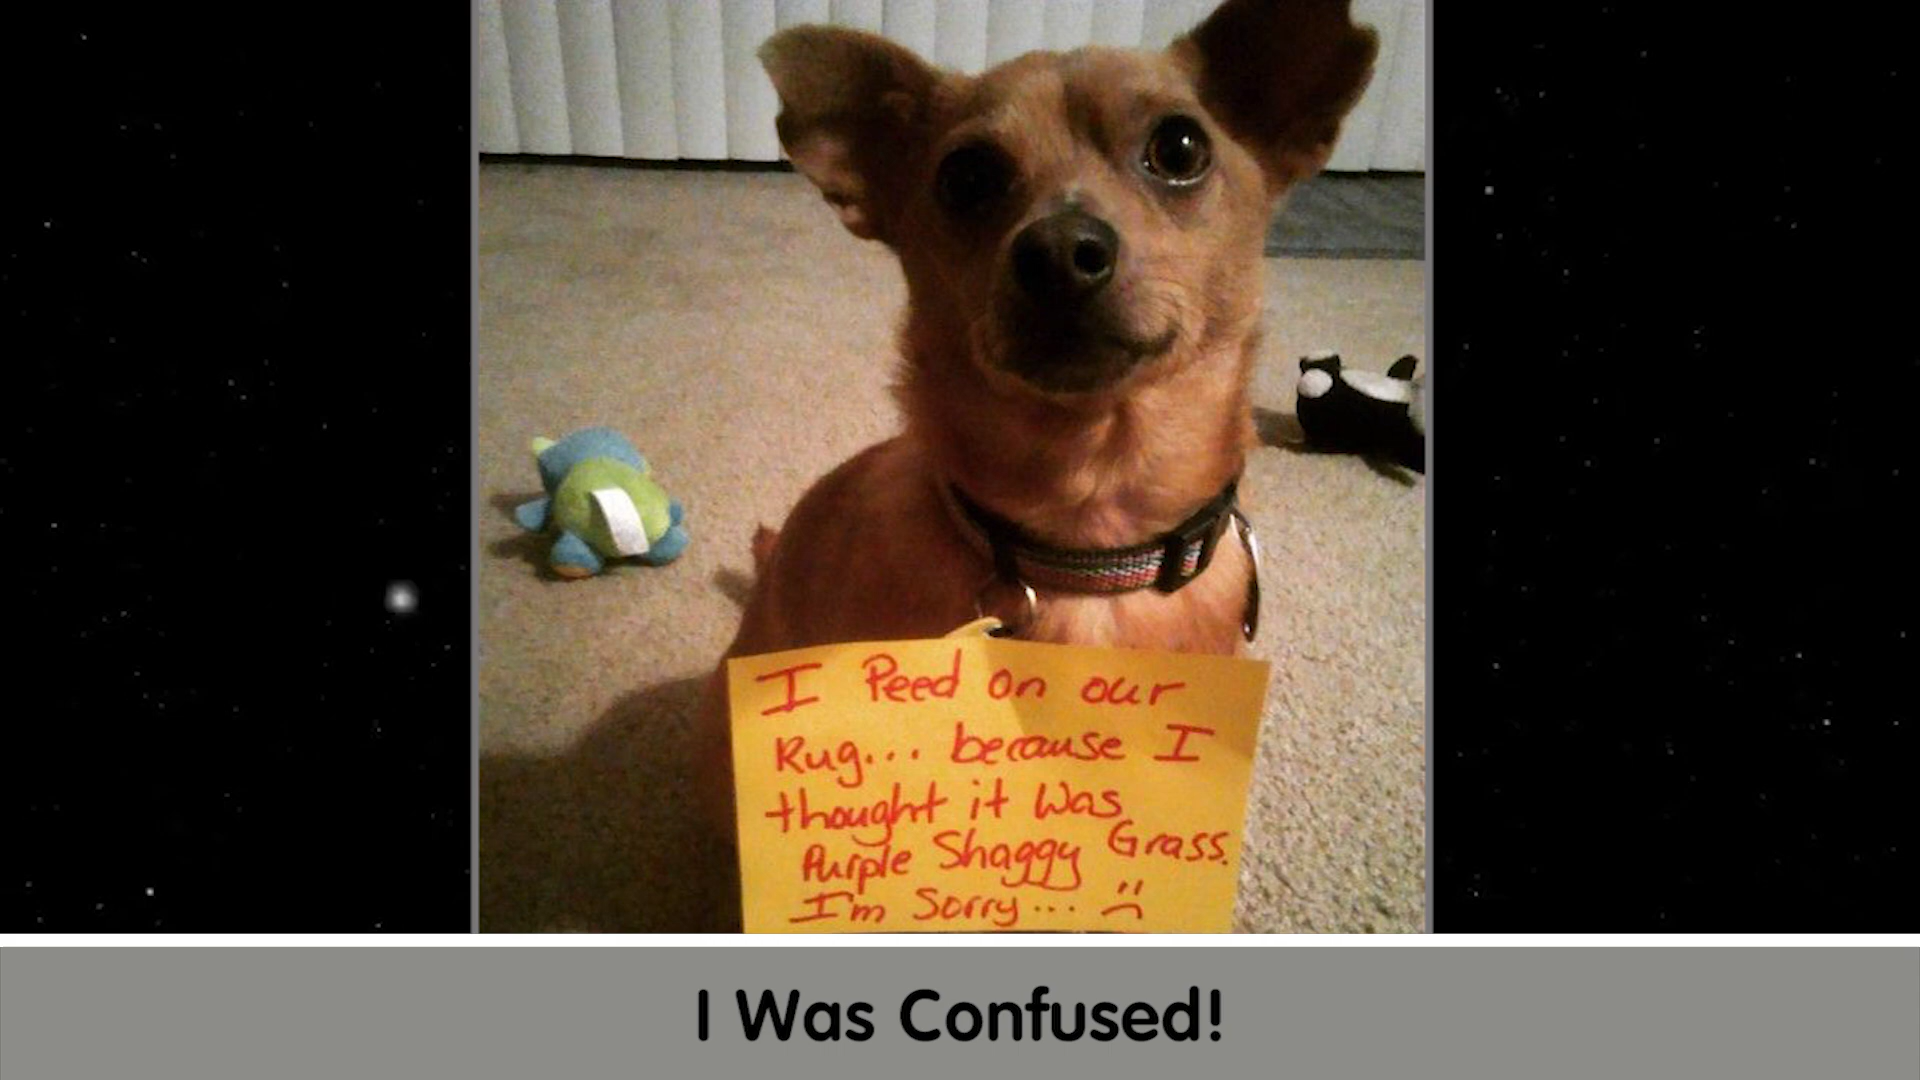 I Peed on our
Rug... because I
thought it was
Purple Shaggy Grass.
I'm Sorry... :(
I Was Confused!